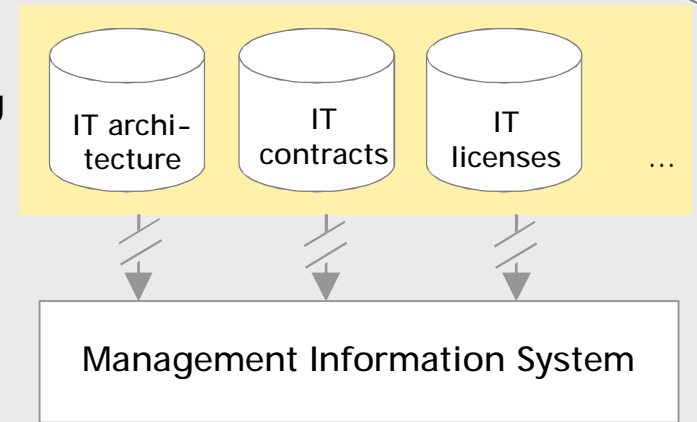 IT archi-
tecture
IT
contracts
IT
licenses
...
Management Information System